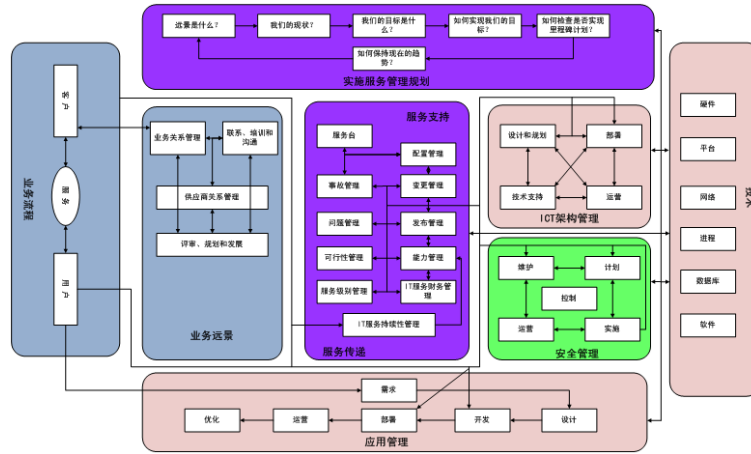 远景是什么?
我们的现状?
我们的目标是什
么?
如何实现我们的目
标?
如何检查是否实现
里程碑计划?
如何保持现在的趋
势?
实施服务管理规划
客户
服务
用户
业务流程
业务关系管理
联系、培训和
沟通
供应商关系管理
评审、规划和发展
业务远景
服务支持
服务台
配置管理
事故管理
变更管理
问题管理
发布管理
可行性管理
能力管理
服务级别管理
IT服务财务管
理
IT服务持续性管理
服务传递
设计和规划
部署
技术支持
运营
ICT架构管理
维护
计划
控制
运营
实施
安全管理
硬件
平台
网络
进程
数据库
软件
技术
需求
优化
运营
部署
开发
设计
应用管理